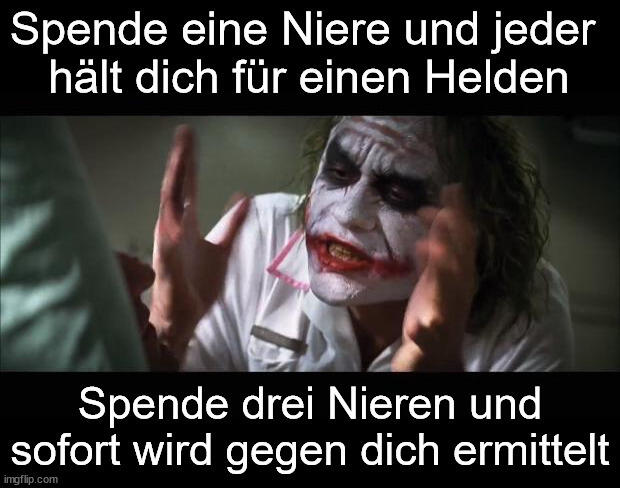 Spende eine Niere und jeder
hält dich für einen Helden
Spende drei Nieren und
sofort wird gegen dich ermittelt
imgflip.com